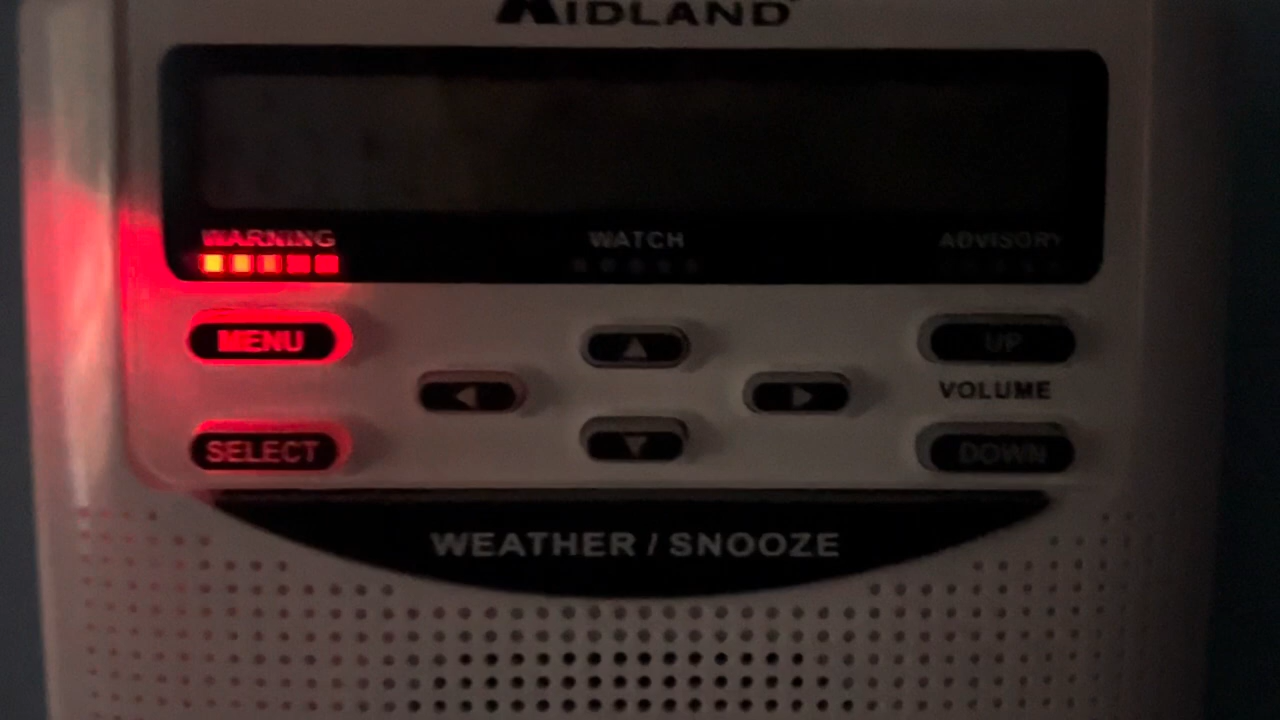 MIDLAND
WARNING WATCH ADVISORY
MENU UP
VOLUME
SELECT DOWN
WEATHER / SNOOZE